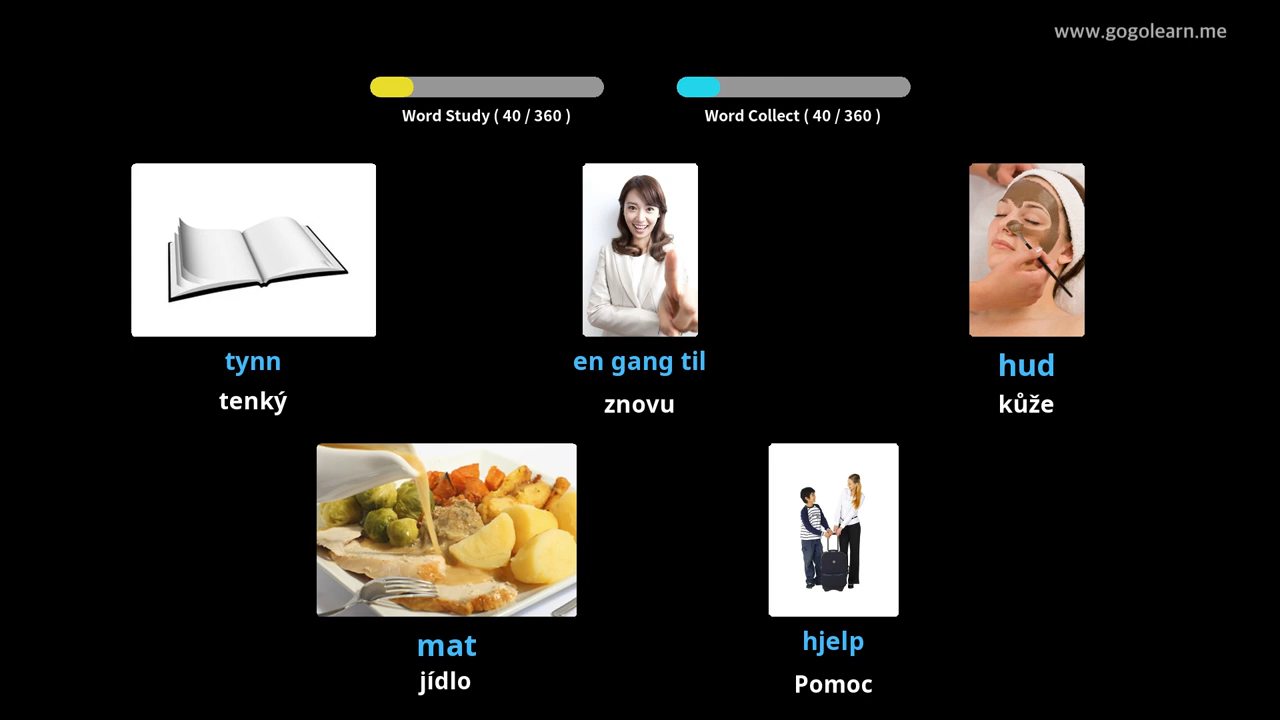 www.gogolearn.me
Word Study ( 40 / 360 )
Word Collect ( 40 / 360 )
tynn
tenký
en gang til
znovu
hud
kůže
mat
jídlo
hjelp
Pomoc